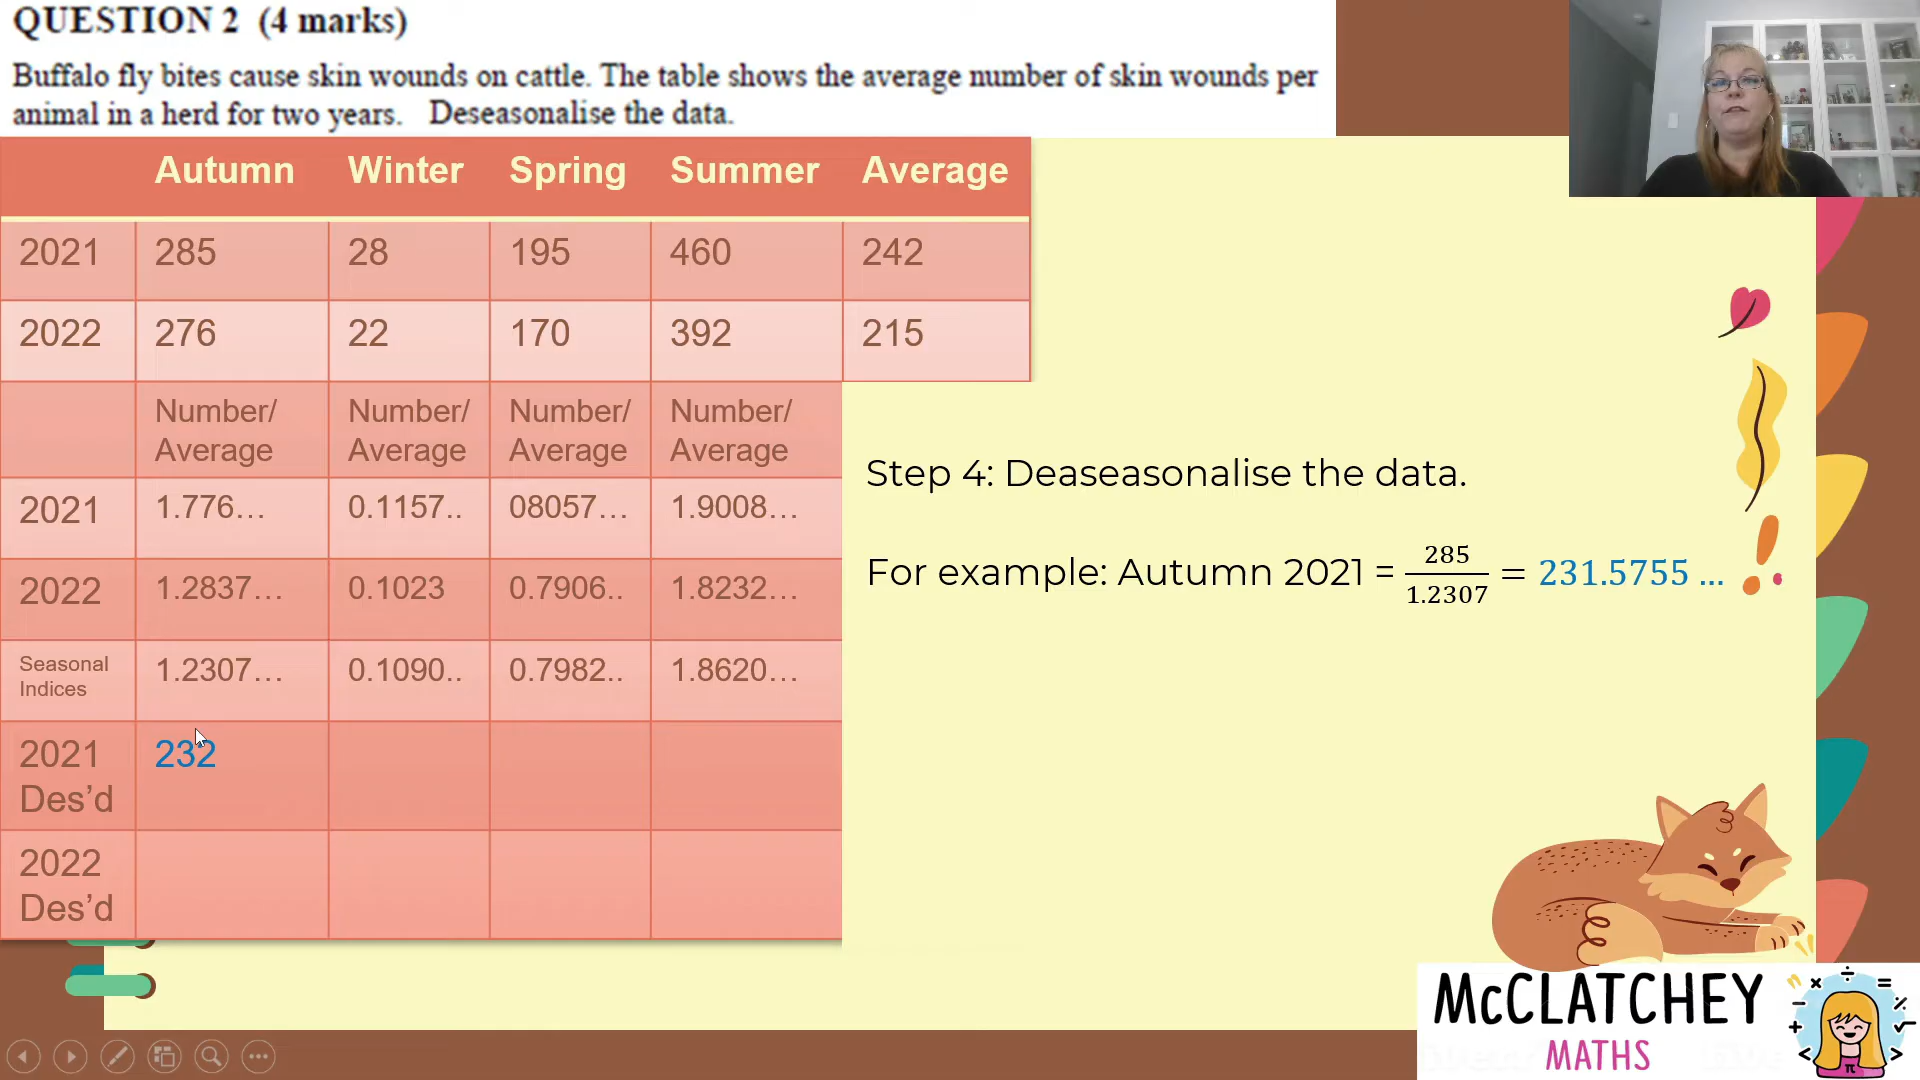 QUESTION 2 (4 marks)
Buffalo fly bites cause skin wounds on cattle. The table shows the average number of skin wounds per
animal in a herd for two years. Deseasonalise the data.
Autumn Winter Spring Summer Average
2021 285 28 195 460 242
2022 276 22 170 392 215
Number/ Number/ Number/ Number/
Average Average Average Average
2021 1.776… 0.1157.. 08057… 1.9008…
2022 1.2837… 0.1023 0.7906.. 1.8232…
Seasonal
Indices 1.2307… 0.1090.. 0.7982.. 1.8620…
2021
Des’d 232
2022
Des’d
Step 4: Deaseasonalise the data.
For example: Autumn 2021 = 285/1.2307 = 231.5755 …
McCLATCHEY
MATHS